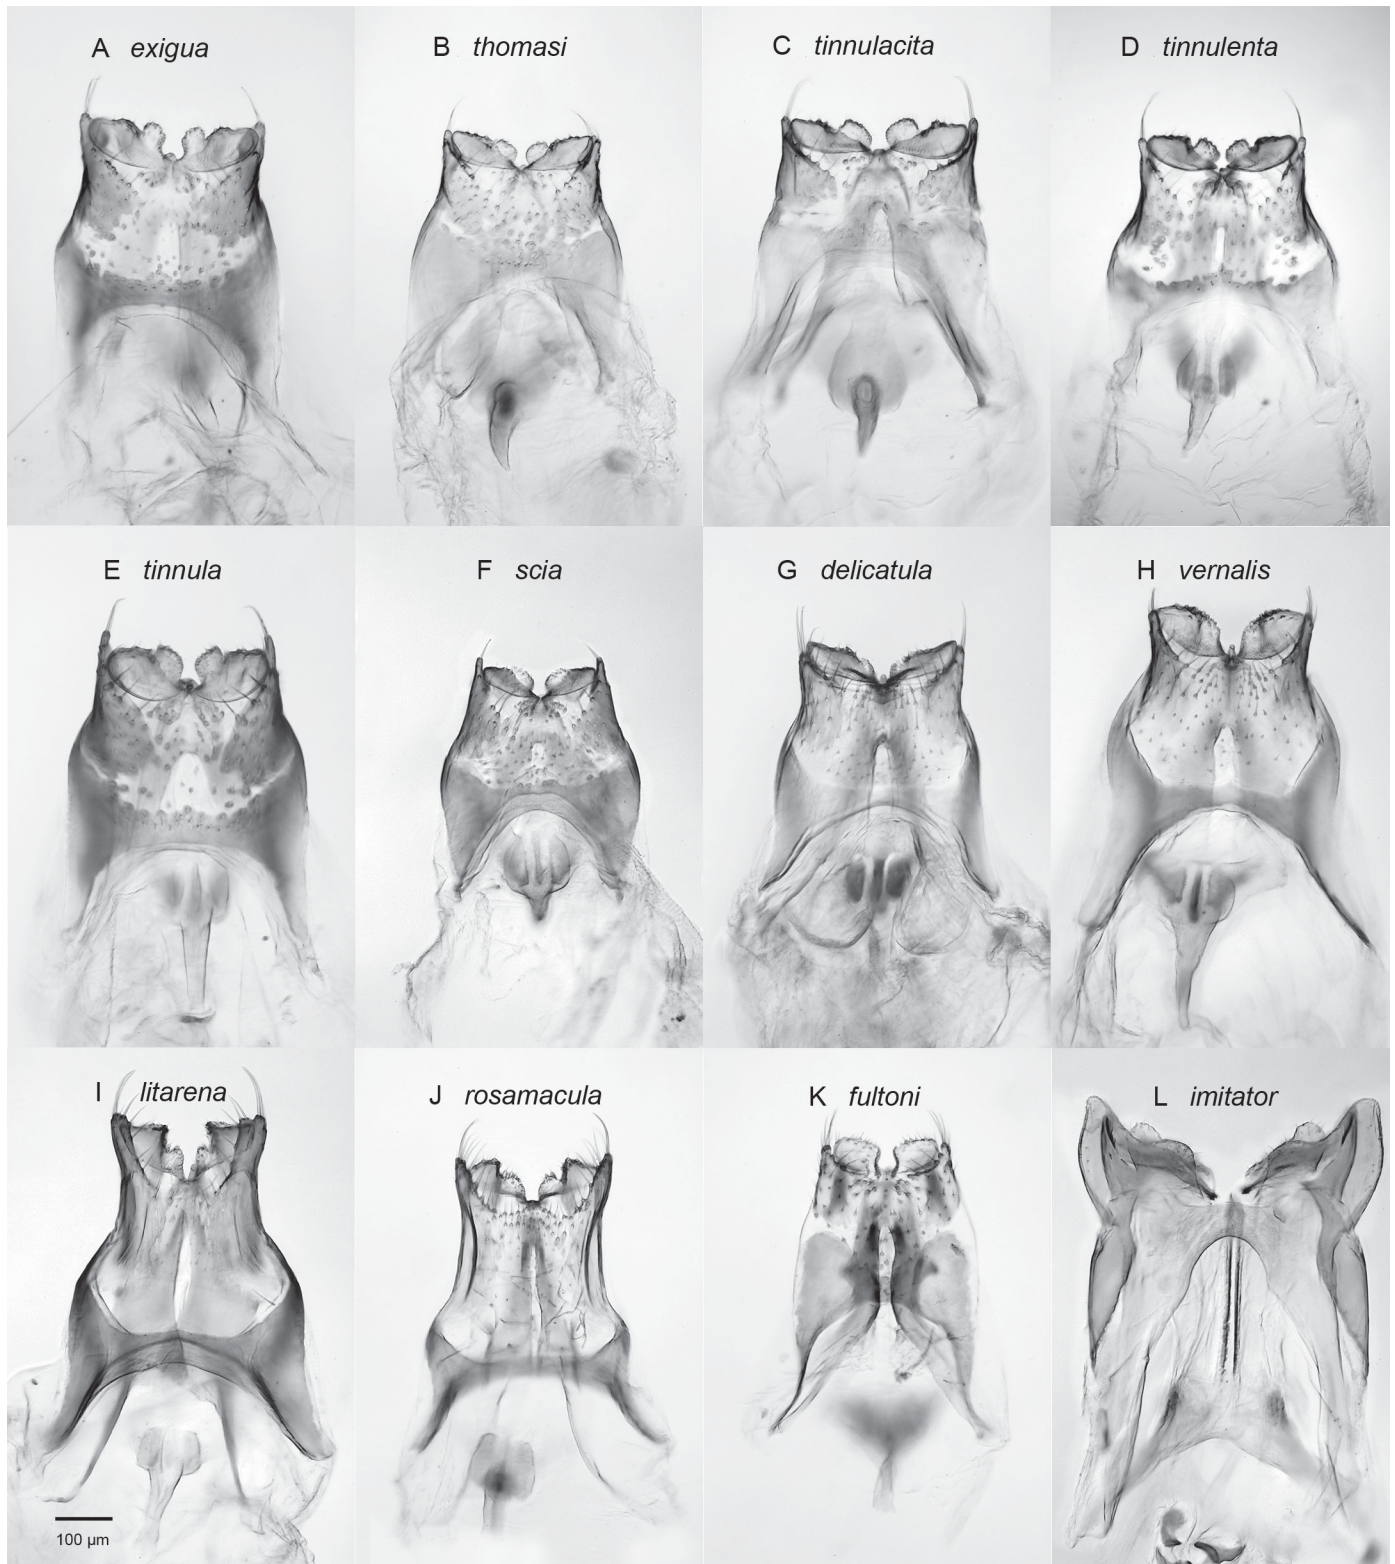 A exigua
B thomasi
C tinnulacita
D tinnulenta
E tinnula
F scia
G delicatula
H vernalis
I litarena
J rosamacula
K fultoni
L imitator
100 µm